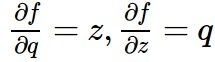 ∂f/∂q = z, ∂f/∂z = q